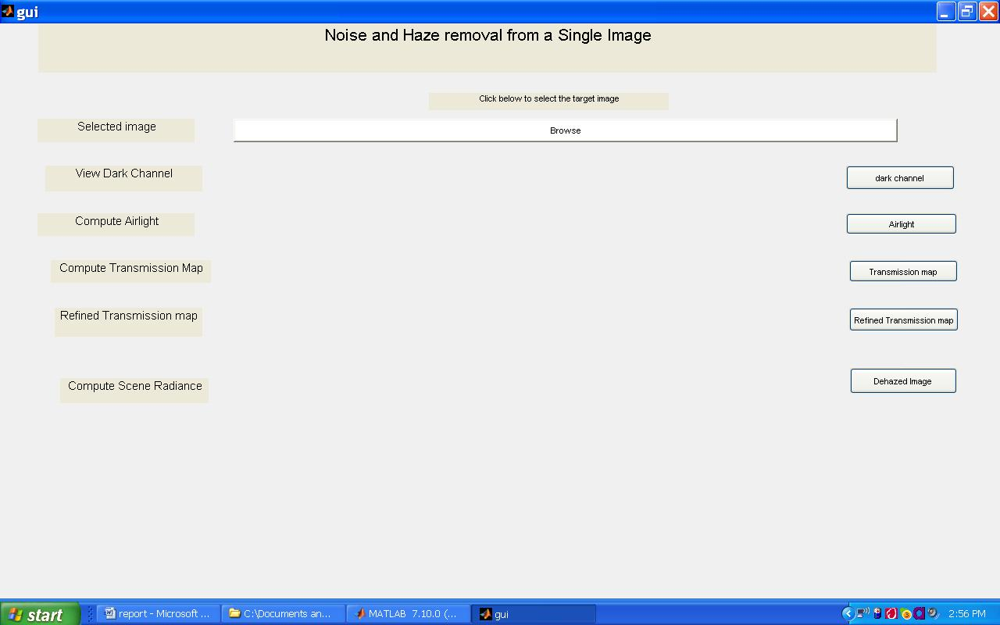 gui
Noise and Haze removal from a Single Image
Click below to select the target image
Selected image
Browse
View Dark Channel
dark channel
Compute Airlight
Airlight
Compute Transmission Map
Transmission map
Refined Transmission map
Refined Transmission map
Compute Scene Radiance
Dehazed Image
start
report - Microsoft ...
C:\Documents an...
MATLAB 7.10.0 (...
gui
2:56 PM